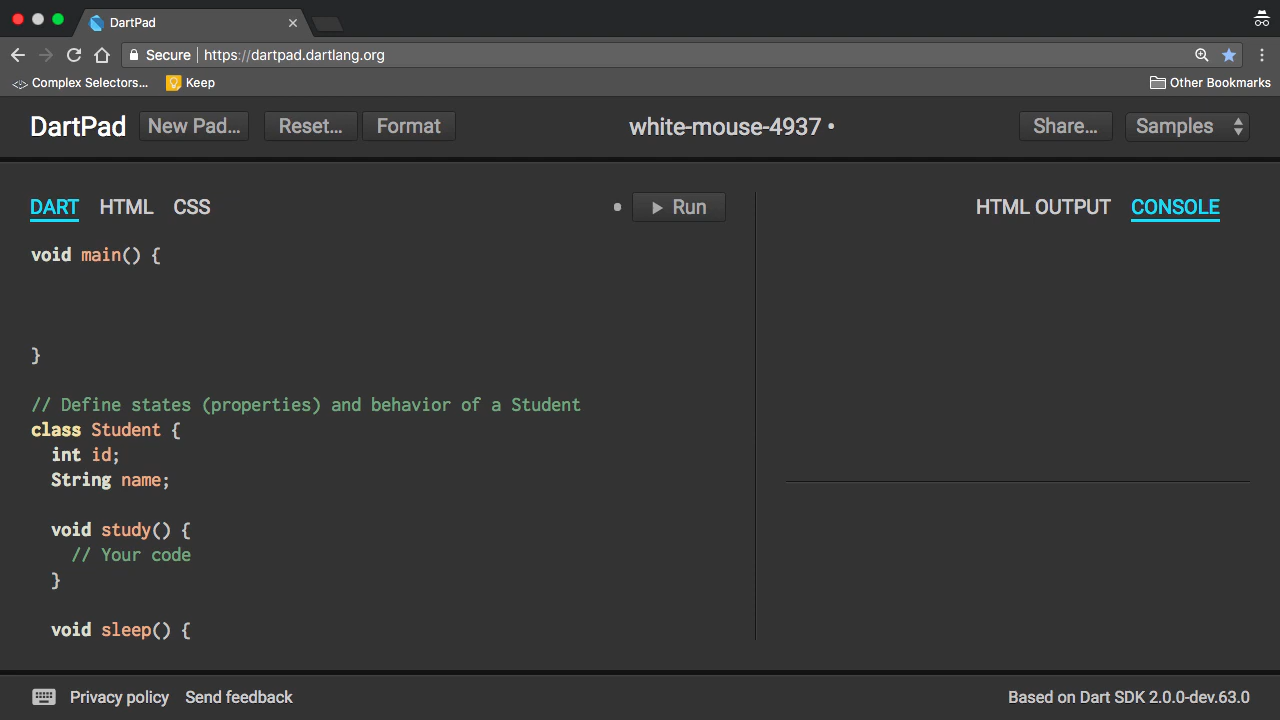 DartPad
Secure https://dartpad.dartlang.org
Complex Selectors... Keep Other Bookmarks
DartPad New Pad... Reset... Format white-mouse-4937 • Share... Samples
DART HTML CSS Run HTML OUTPUT CONSOLE
void main() {
}
// Define states (properties) and behavior of a Student
class Student {
int id;
String name;
void study() {
// Your code
}
void sleep() {
Privacy policy Send feedback Based on Dart SDK 2.0.0-dev.63.0